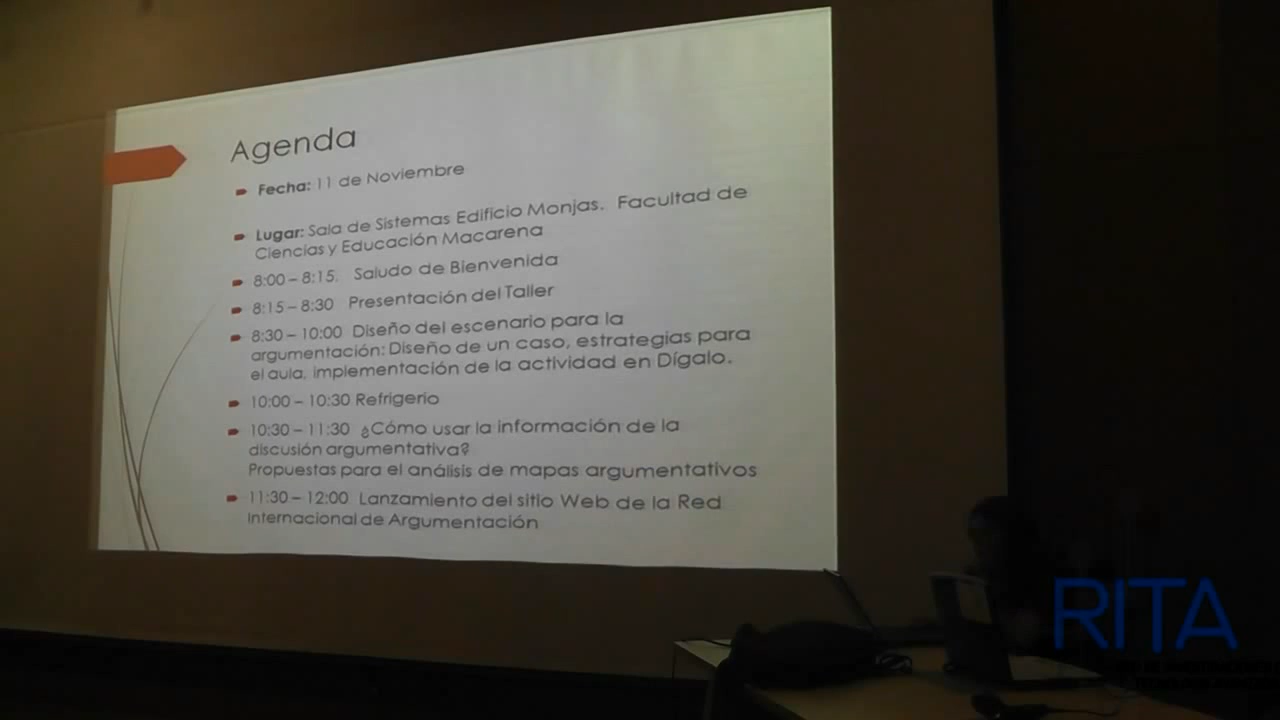 Agenda
Fecha: 11 de Noviembre
Lugar: Sala de Sistemas Edificio Monjas. Facultad de
Ciencias y Educación Macarena
8:00 – 8:15. Saludo de Bienvenida
8:15 – 8:30 Presentación del Taller
8:30 – 10:00 Diseño del escenario para la
argumentación: Diseño de un caso, estrategias para
el aula, implementación de la actividad en Dígalo.
10:00 – 10:30 Refrigerio
10:30 – 11:30 ¿Cómo usar la información de la
discusión argumentativa?
Propuestas para el análisis de mapas argumentativos
11:30 – 12:00 Lanzamiento del sitio Web de la Red
Internacional de Argumentación
RITA